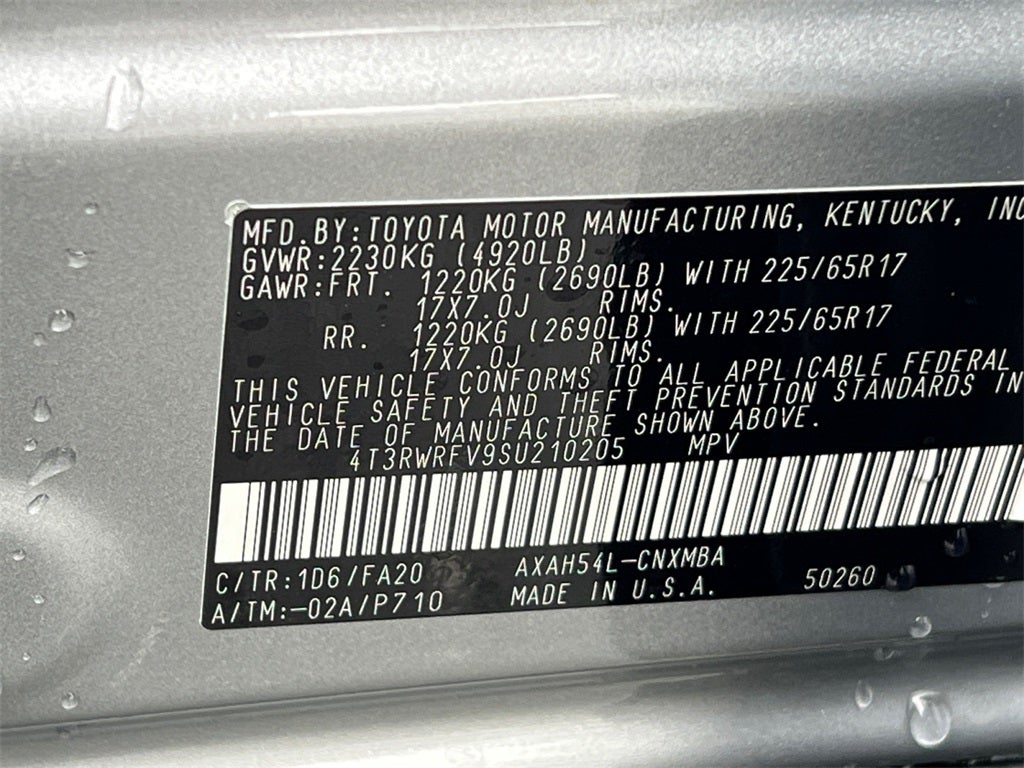 MFD.BY:TOYOTA MOTOR MANUFACTURING, KENTUCKY, INC
GVWR:2230KG (4920LB)
GAWR:FRT. 1220KG (2690LB) WITH 225/65R17
17X7.0J RIMS.
RR. 1220KG (2690LB) WITH 225/65R17
17X7.0J RIMS.
THIS VEHICLE CONFORMS TO ALL APPLICABLE FEDERAL
VEHICLE SAFETY AND THEFT PREVENTION STANDARDS IN
THE DATE OF MANUFACTURE SHOWN ABOVE.
4T3RWRFV9SU210205 MPV
C/TR:1D6/FA20 AXAH54L-CNXMBA
A/TM:-02A/P710 MADE IN U.S.A. 50260